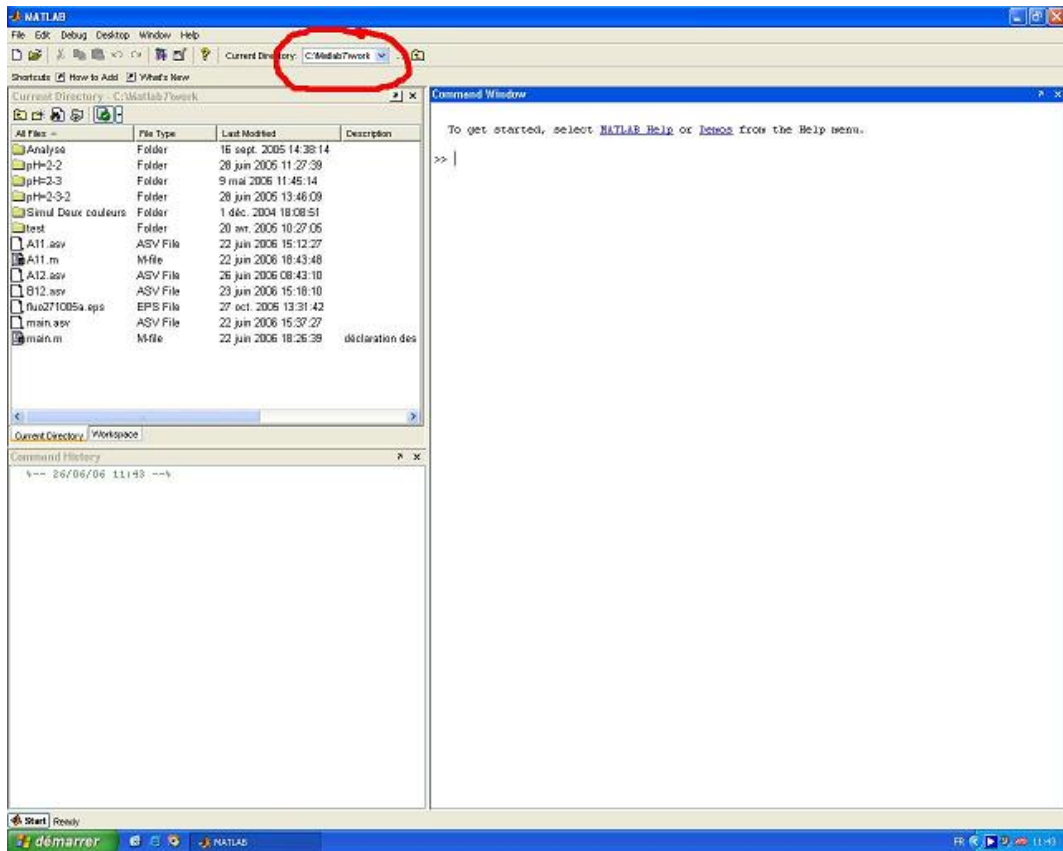 MATLAB
File Edit Debug Desktop Window Help
Current Directory: C:\Matlab7\work
Shortcuts How to Add What's New
Current Directory - C:\Matlab7\work
All Files File Type Last Modified Description
Analyse Folder 16 sept. 2005 14:38:14
pH=2-2 Folder 28 juin 2005 11:27:39
pH=2-3 Folder 9 mai 2006 11:45:14
pH=2-3-2 Folder 28 juin 2005 13:46:09
Simul Deux couleurs Folder 1 déc. 2004 18:08:51
test Folder 20 avr. 2005 10:27:05
A11.asv ASV File 22 juin 2006 15:12:27
A11.m M-file 22 juin 2006 18:43:48
A12.asv ASV File 26 juin 2006 08:43:10
B12.asv ASV File 23 juin 2006 15:18:10
fluo271005a.eps EPS File 27 oct. 2005 13:31:42
main.asv ASV File 22 juin 2006 15:37:27
main.m M-file 22 juin 2006 18:26:39 déclaration des
Current Directory Workspace
Command History
%-- 26/06/06 11:43 --%
Command Window
To get started, select MATLAB Help or Demos from the Help menu.
>>
Start Ready
démarrer MATLAB FR 11:43